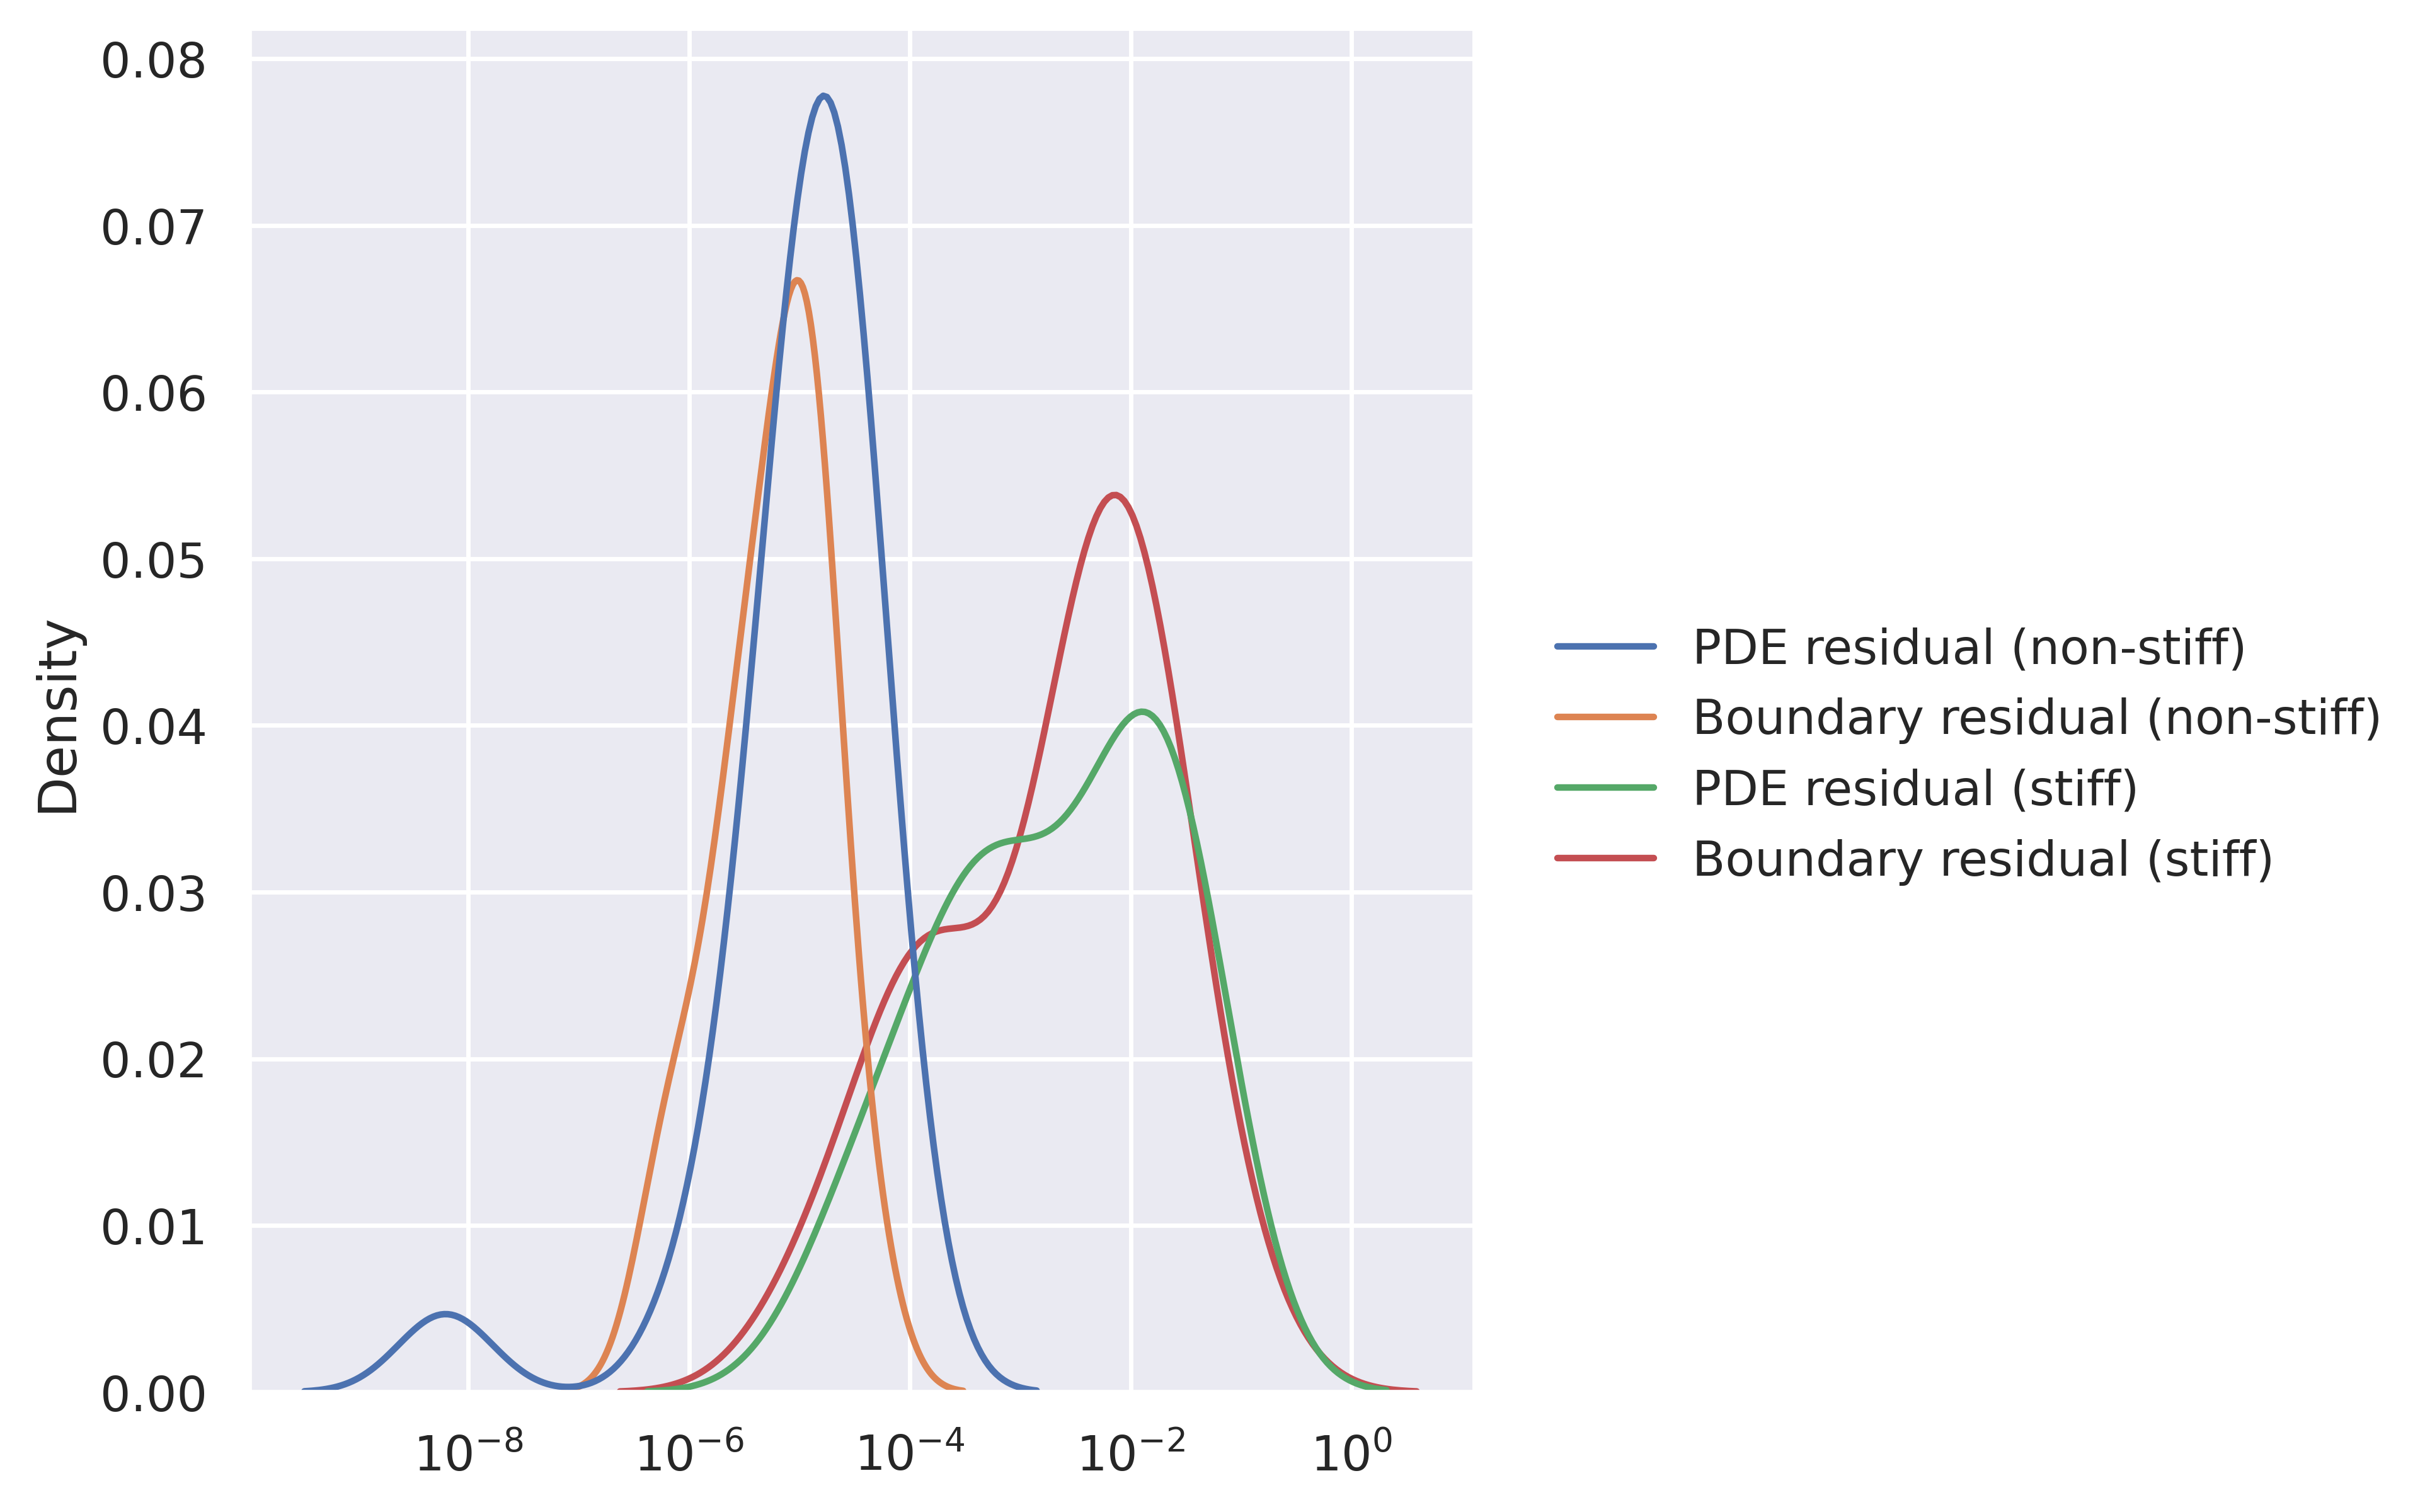 0.08
0.07
0.06
0.05
0.04
0.03
0.02
0.01
0.00
Density
10⁻⁸ 10⁻⁶ 10⁻⁴ 10⁻² 10⁰
PDE residual (non-stiff)
Boundary residual (non-stiff)
PDE residual (stiff)
Boundary residual (stiff)